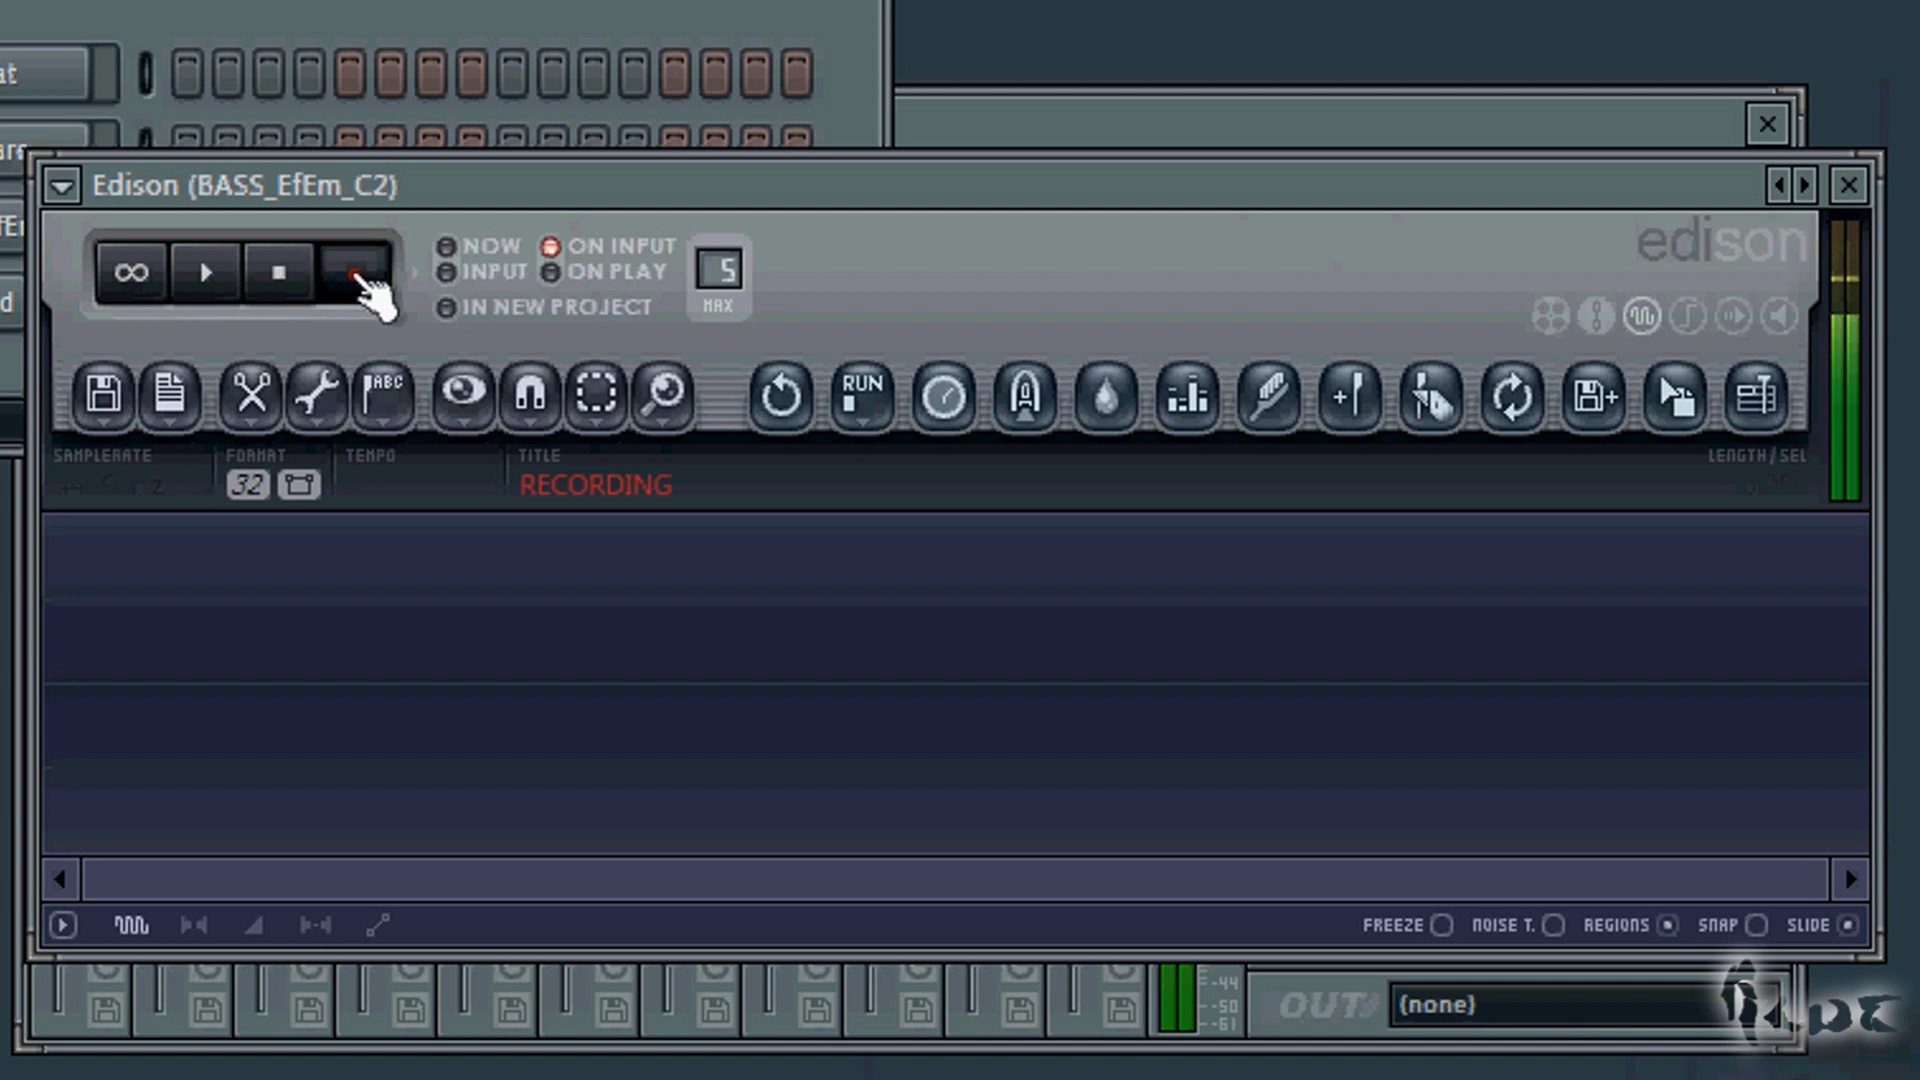 Edison (BASS_EfEm_C2)
NOW ON INPUT
INPUT ON PLAY
IN NEW PROJECT
5
MAX
edison
ABC
RUN
SAMPLERATE FORMAT TEMPO TITLE LENGTH / SEL
32 RECORDING
FREEZE NOISE T. REGIONS SNAP SLIDE
-44
-50
-61
OUT (none)